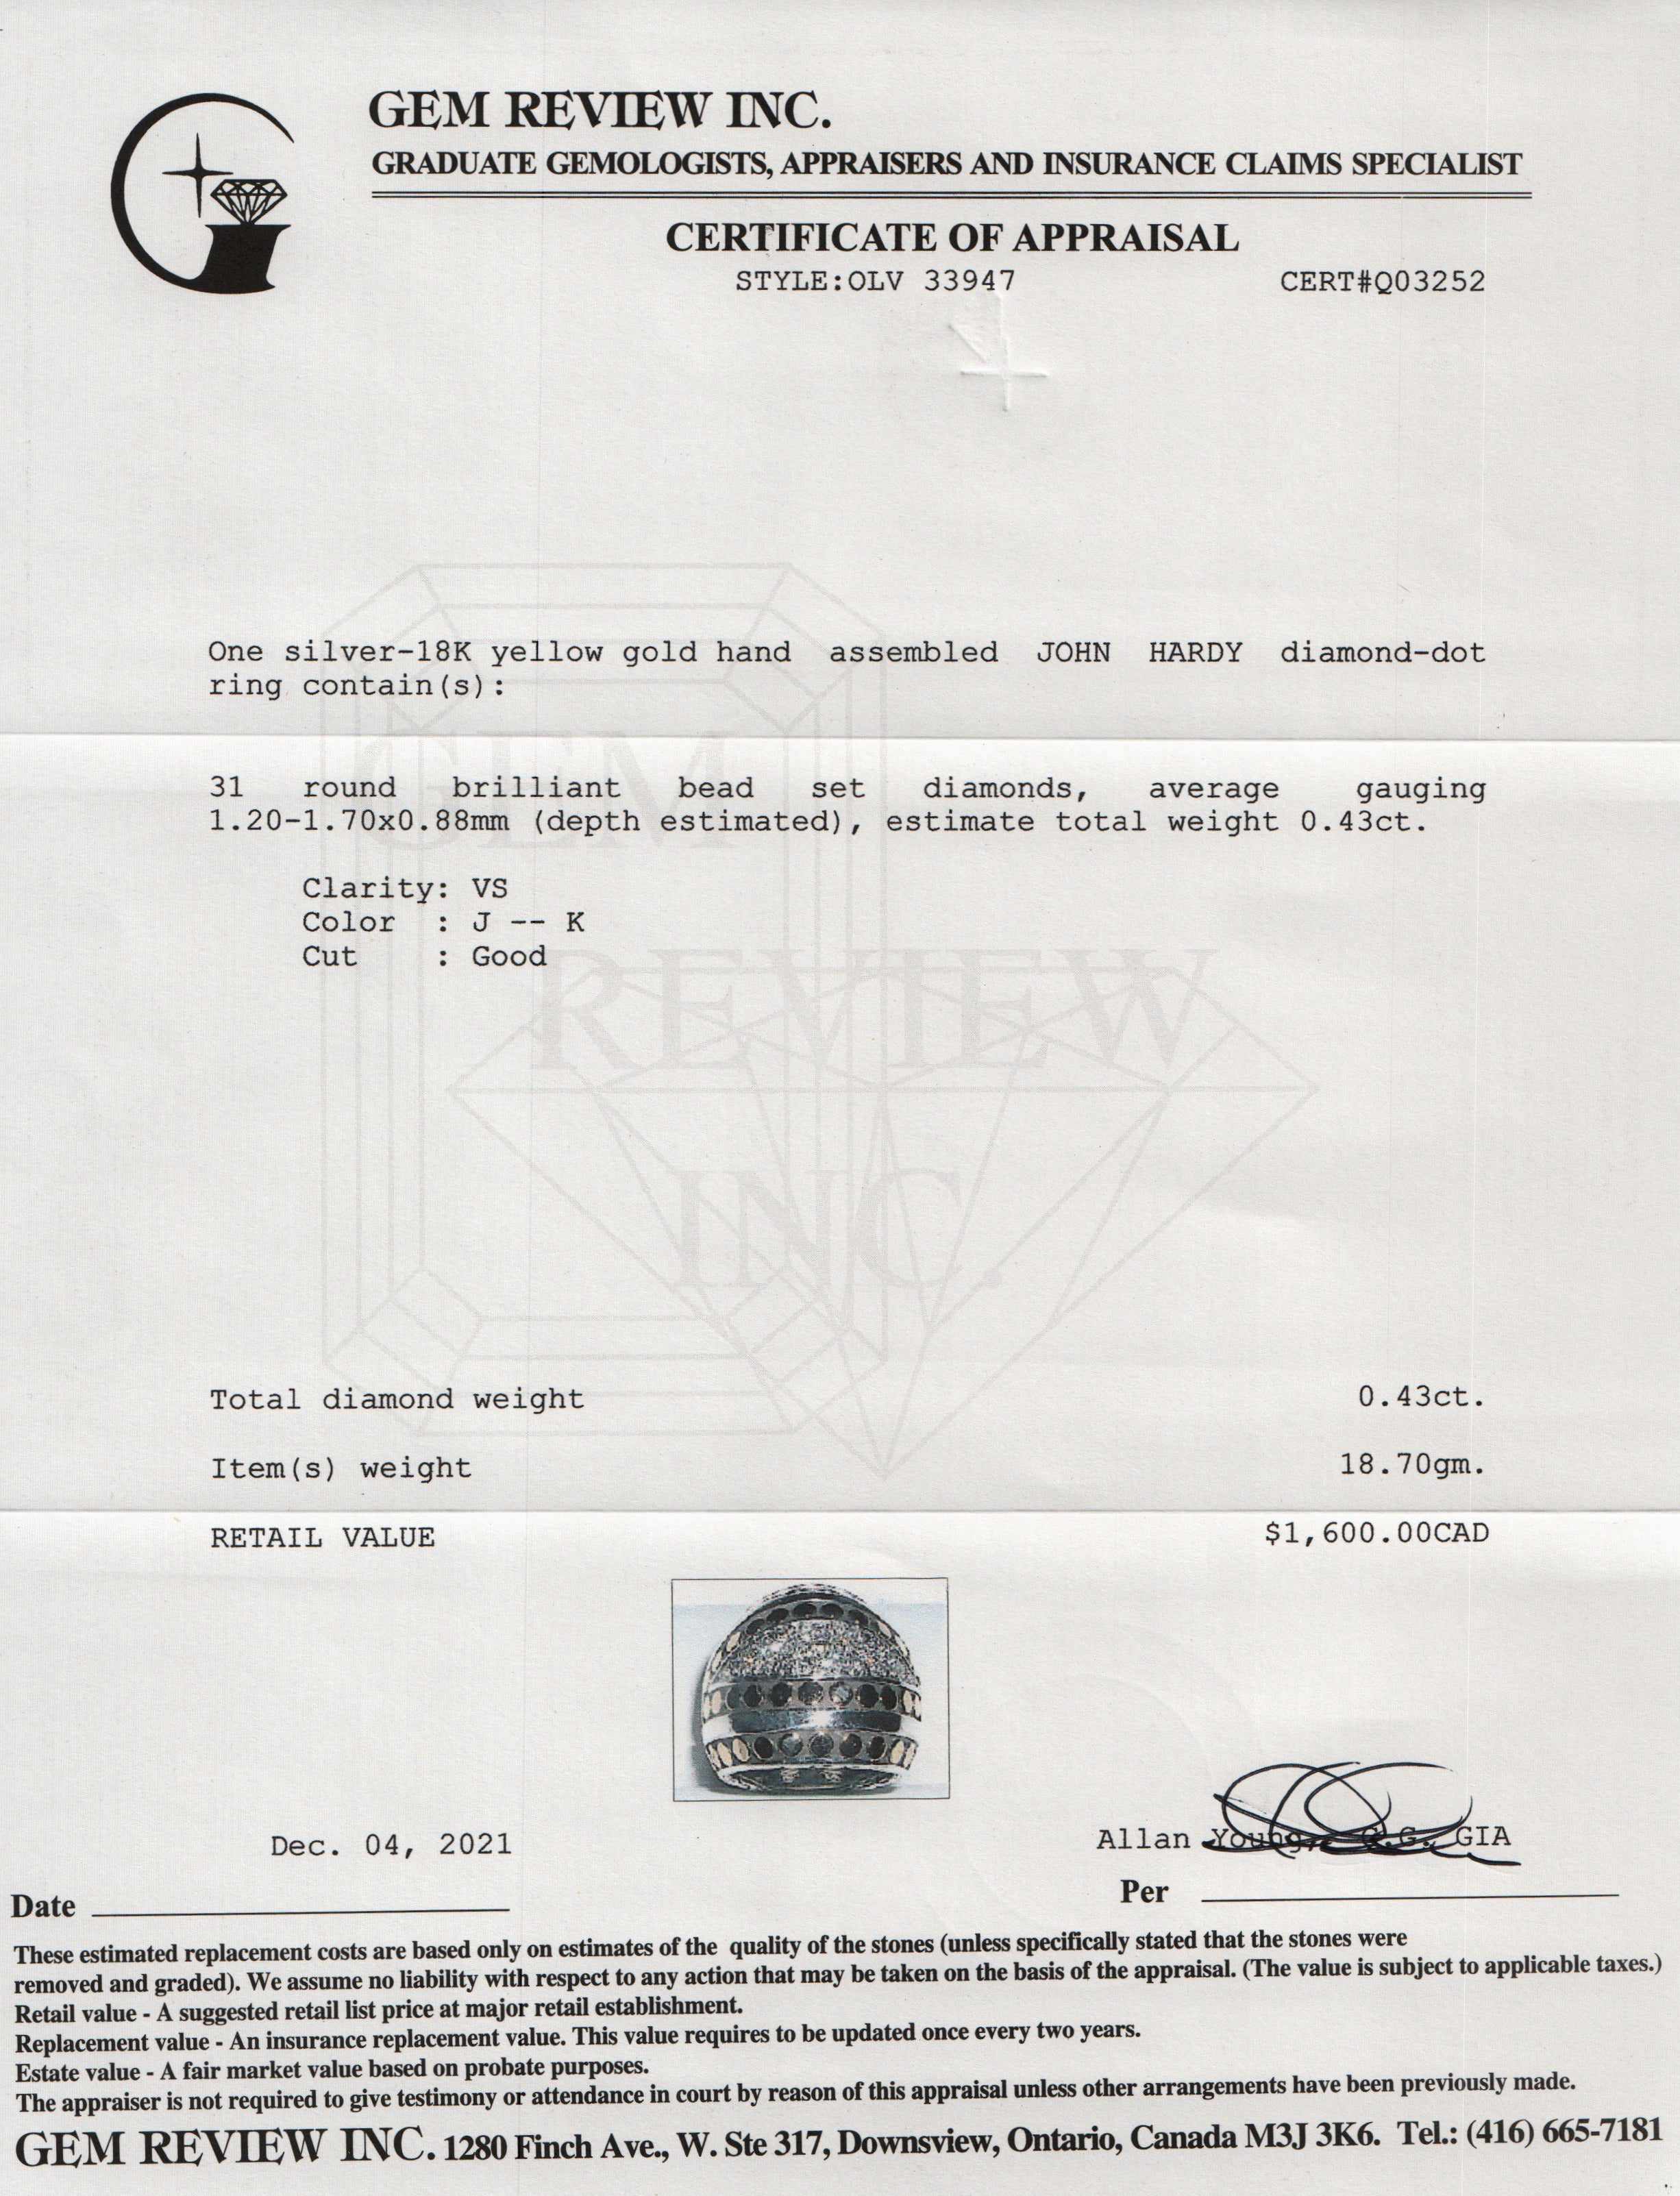 GEM REVIEW INC.
GRADUATE GEMOLOGISTS, APPRAISERS AND INSURANCE CLAIMS SPECIALIST
CERTIFICATE OF APPRAISAL
STYLE:OLV 33947 CERT#Q03252
One silver-18K yellow gold hand assembled JOHN HARDY diamond-dot
ring contain(s):
31 round brilliant bead set diamonds, average gauging
1.20-1.70x0.88mm (depth estimated), estimate total weight 0.43ct.
Clarity: VS
Color : J -- K
Cut : Good
GEM
REVIEW
INC.
Total diamond weight 0.43ct.
Item(s) weight 18.70gm.
RETAIL VALUE $1,600.00CAD
Dec. 04, 2021
Allan Young, G.G. GIA
Date
Per
These estimated replacement costs are based only on estimates of the quality of the stones (unless specifically stated that the stones were
removed and graded). We assume no liability with respect to any action that may be taken on the basis of the appraisal. (The value is subject to applicable taxes.)
Retail value - A suggested retail list price at major retail establishment.
Replacement value - An insurance replacement value. This value requires to be updated once every two years.
Estate value - A fair market value based on probate purposes.
The appraiser is not required to give testimony or attendance in court by reason of this appraisal unless other arrangements have been previously made.
GEM REVIEW INC. 1280 Finch Ave., W. Ste 317, Downsview, Ontario, Canada M3J 3K6. Tel.: (416) 665-7181